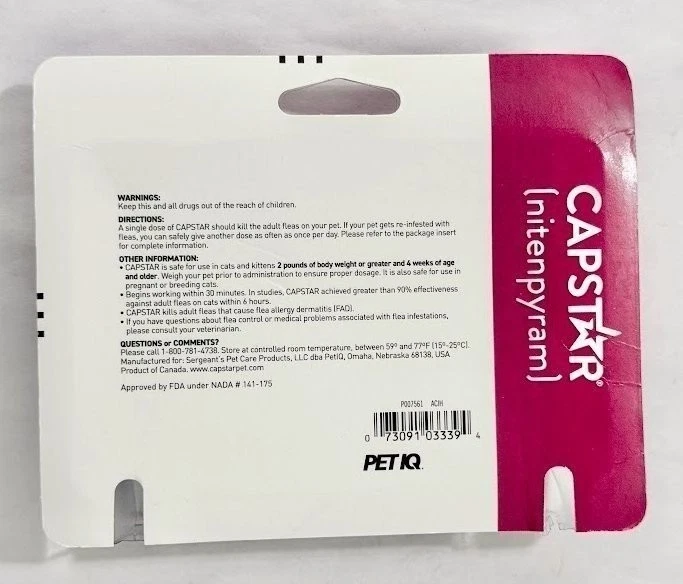 WARNINGS:
Keep this and all drugs out of the reach of children.
DIRECTIONS:
A single dose of CAPSTAR should kill the adult fleas on your pet. If your pet gets re-infested with
fleas, you can safely give another dose as often as once per day. Please refer to the package insert
for complete information.
OTHER INFORMATION:
• CAPSTAR is safe for use in cats and kittens 2 pounds of body weight or greater and 4 weeks of age
and older. Weigh your pet prior to administration to ensure proper dosage. It is also safe for use in
pregnant or breeding cats.
• Begins working within 30 minutes. In studies, CAPSTAR achieved greater than 90% effectiveness
against adult fleas on cats within 6 hours.
• CAPSTAR kills adult fleas that cause flea allergy dermatitis (FAD).
• If you have questions about flea control or medical problems associated with flea infestations,
please consult your veterinarian.
QUESTIONS or COMMENTS?
Please call 1-800-781-4738. Store at controlled room temperature, between 59º and 77ºF (15º-25ºC).
Manufactured for: Sergeant's Pet Care Products, LLC dba PetIQ, Omaha, Nebraska 68138, USA
Product of Canada. www.capstarpet.com
Approved by FDA under NADA # 141-175
P007561 ACIH
0 73091 03339 4
PET IQ.
CAPSTAR®
(nitenpyram)